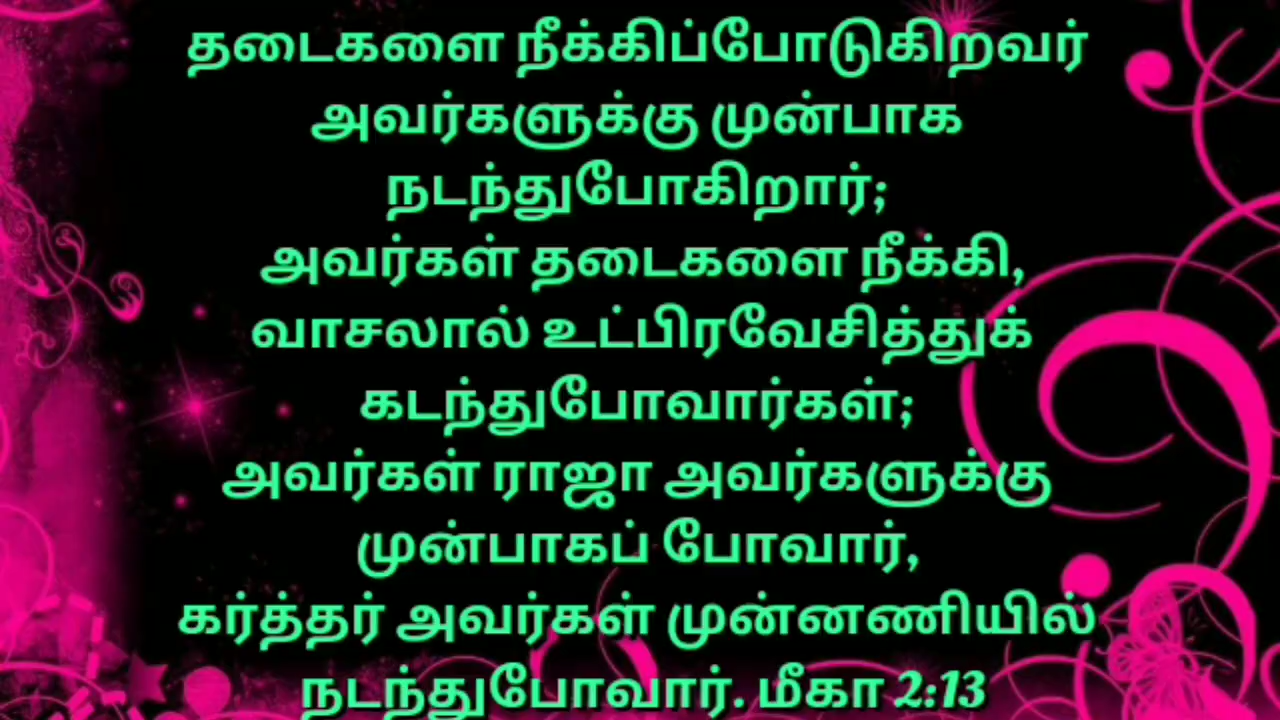 தடைகளை நீக்கிப்போடுகிறவர்
அவர்களுக்கு முன்பாக
நடந்துபோகிறார்;
அவர்கள் தடைகளை நீக்கி,
வாசலால் உட்பிரவேசித்துக்
கடந்துபோவார்கள்;
அவர்கள் ராஜா அவர்களுக்கு
முன்பாகப் போவார்,
கர்த்தர் அவர்கள் முன்னணியில்
நடந்துபோவார். மீகா 2:13